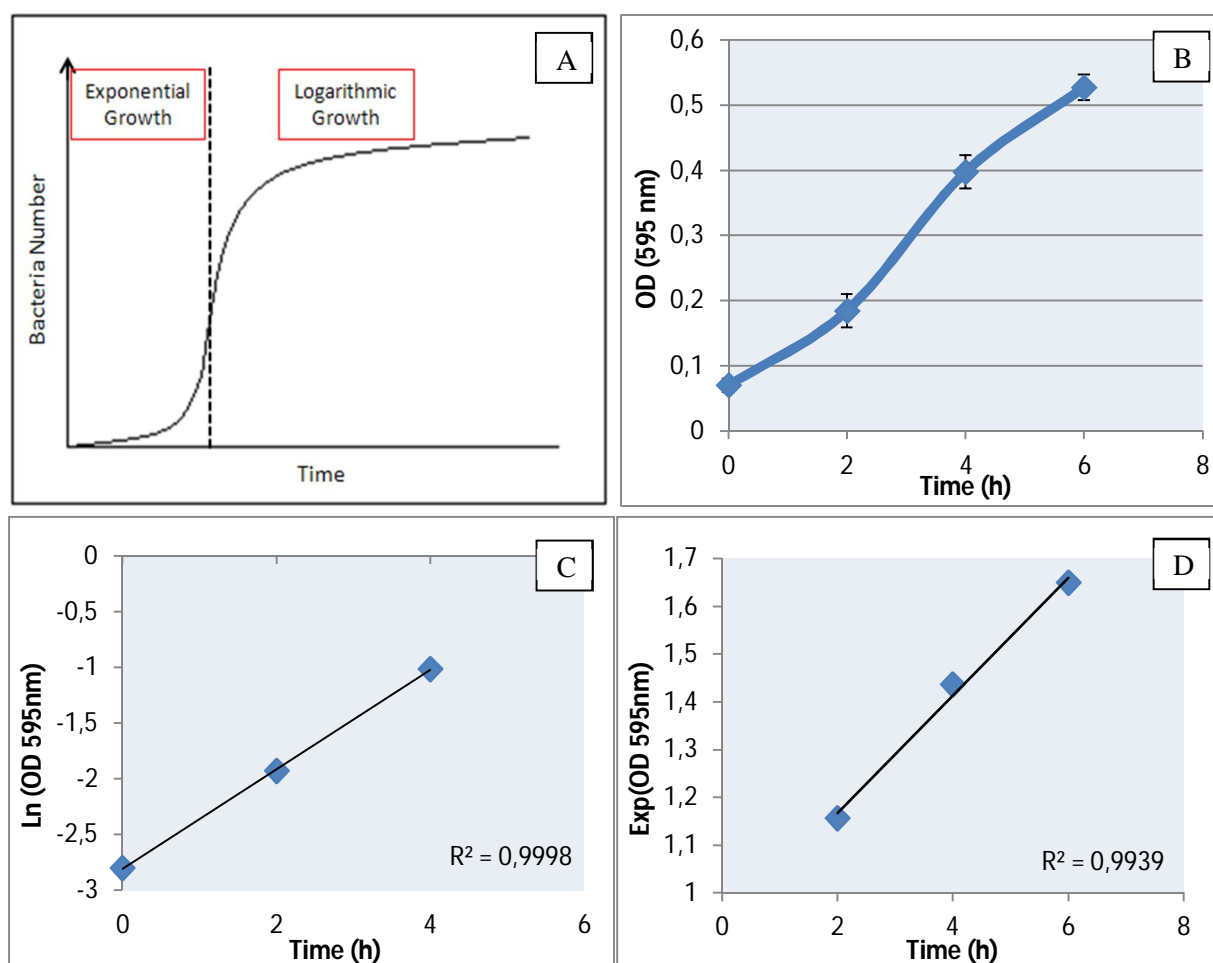 A
Exponential
Growth
Logarithmic
Growth
Bacteria Number
Time
B
0,6
0,5
0,4
0,3
0,2
0,1
0
OD (595 nm)
0 2 4 6 8
Time (h)
C
0
-0,5
-1
-1,5
-2
-2,5
-3
Ln (OD 595nm)
R² = 0,9998
0 2 4 6
Time (h)
D
1,7
1,6
1,5
1,4
1,3
1,2
1,1
1
Exp(OD 595nm)
R² = 0,9939
0 2 4 6 8
Time (h)